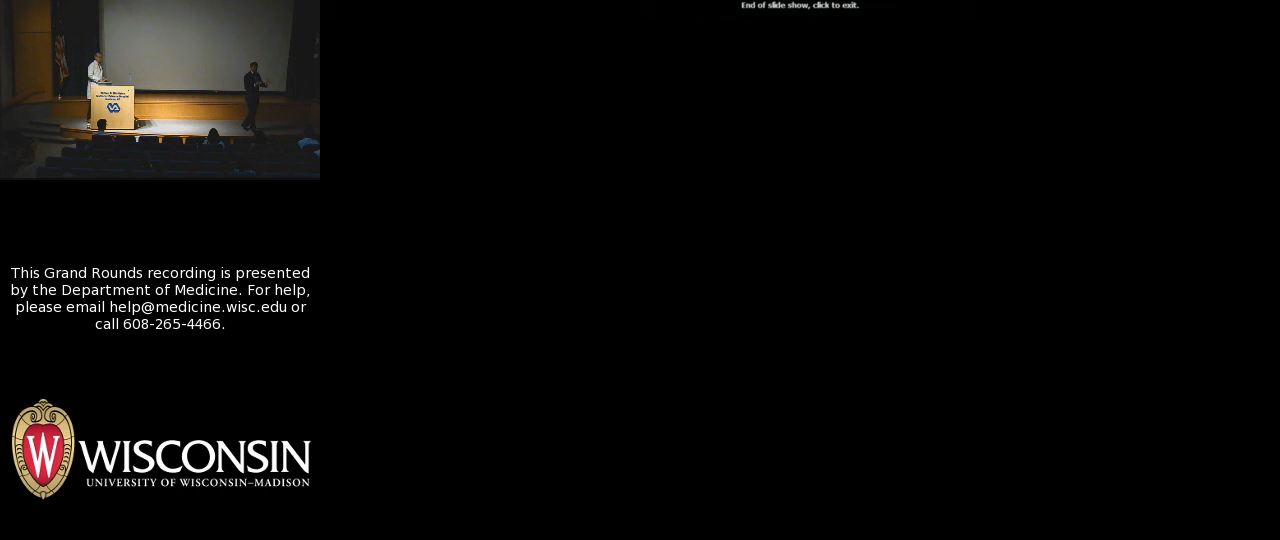 End of slide show, click to exit.
This Grand Rounds recording is presented
by the Department of Medicine. For help,
please email help@medicine.wisc.edu or
call 608-265-4466.
W
WISCONSIN
UNIVERSITY OF WISCONSIN–MADISON